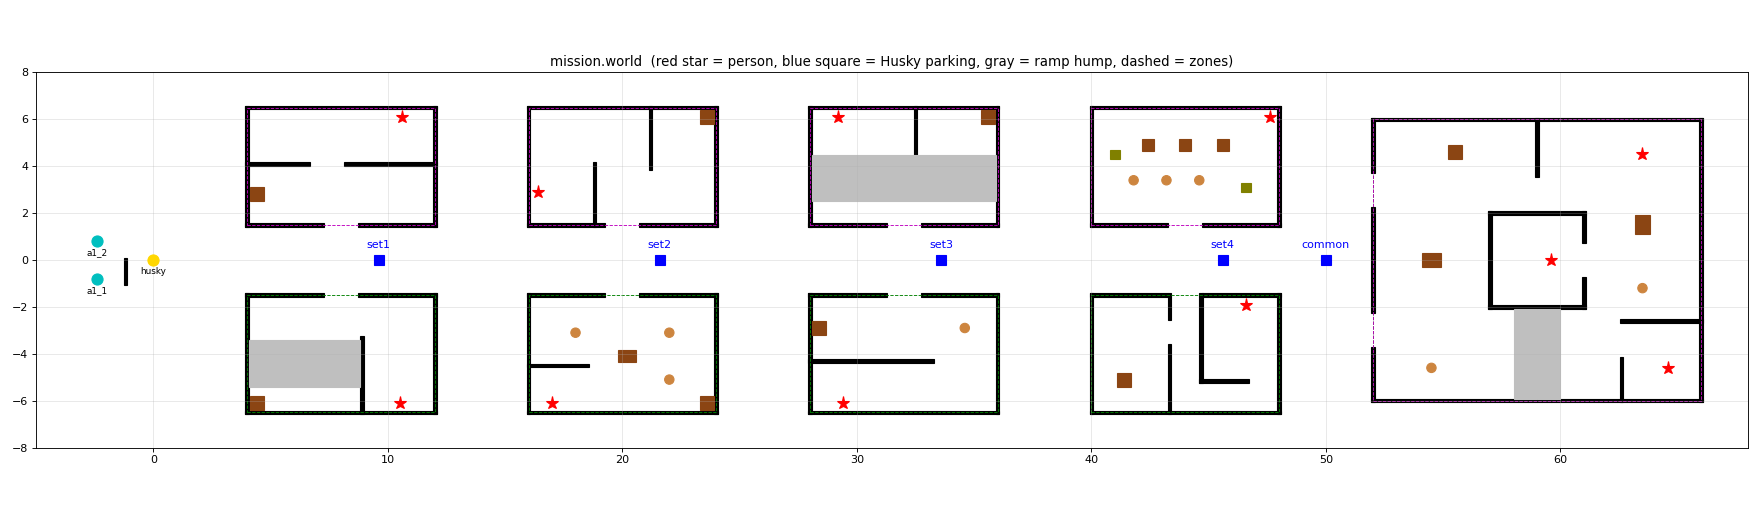 mission.world  (red star = person, blue square = Husky parking, gray = ramp hump, dashed = zones)
8
6
4
2
0
−2
−4
−6
−8
a1_2
husky
a1_1
set1
set2
set3
set4
common
0
10
20
30
40
50
60